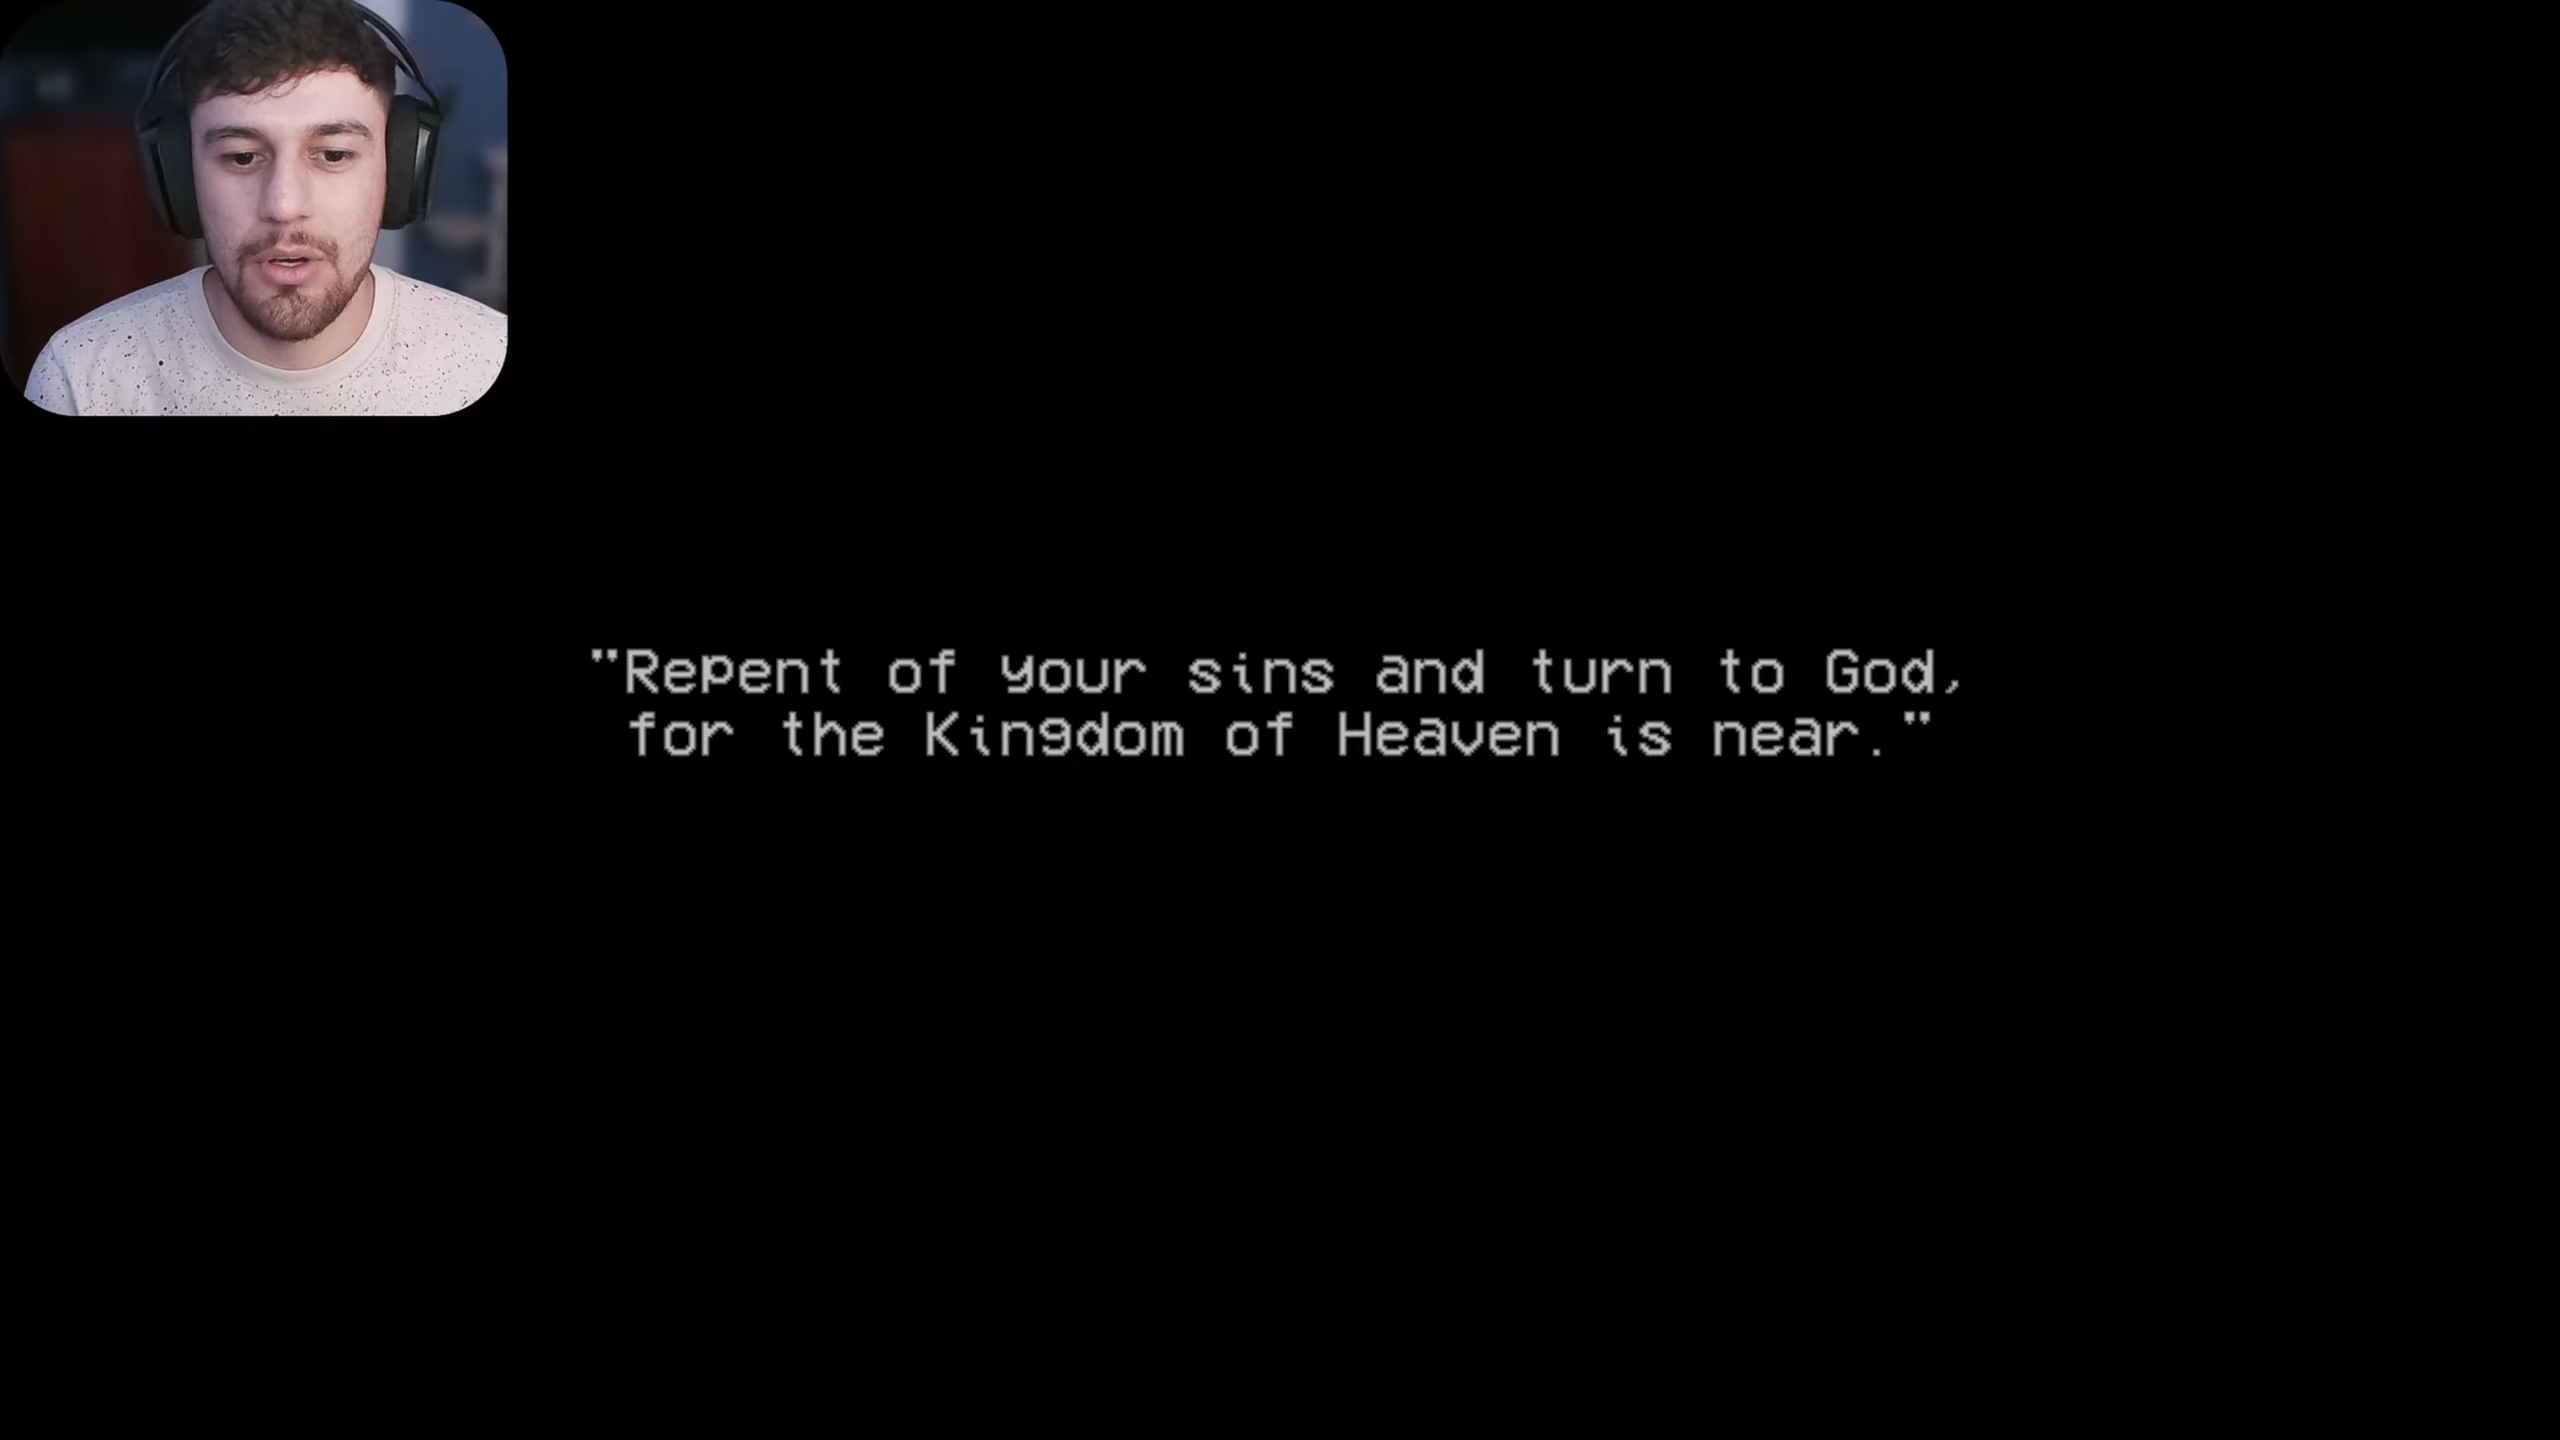 "Repent of your sins and turn to God,
for the Kingdom of Heaven is near."